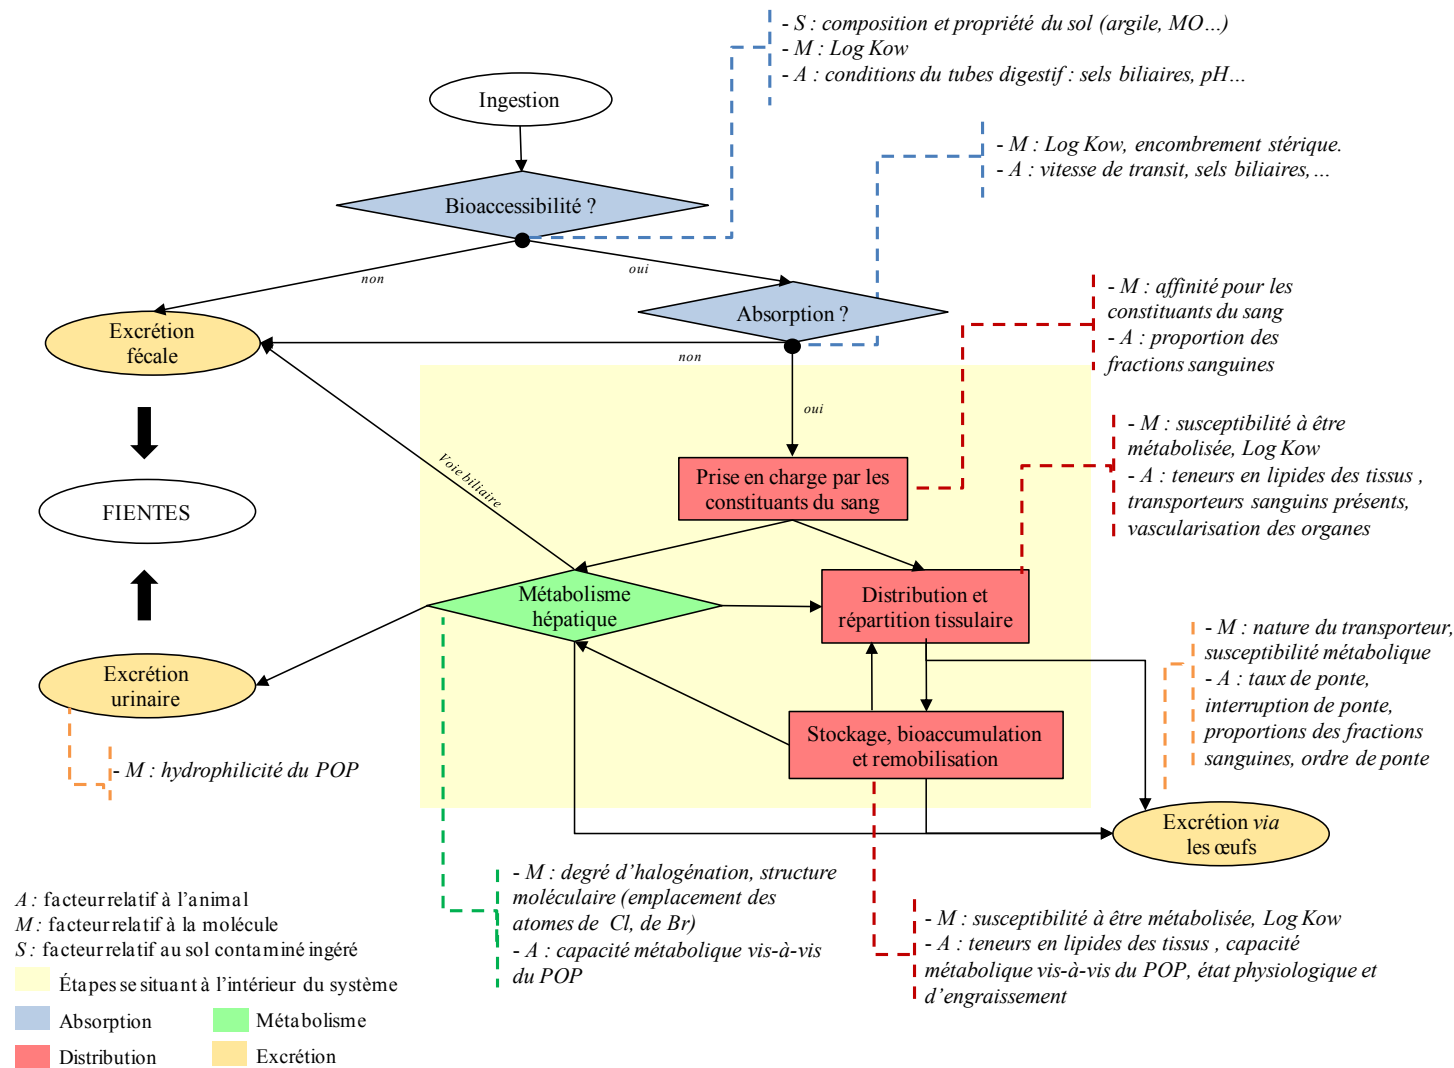 - S : composition et propriété du sol (argile, MO…)
- M : Log Kow
- A : conditions du tubes digestif : sels biliaires, pH…
Ingestion
- M : Log Kow, encombrement stérique.
- A : vitesse de transit, sels biliaires,…
Bioaccessibilité ?
non
oui
Absorption ?
- M : affinité pour les
constituants du sang
- A : proportion des
fractions sanguines
Excrétion
fécale
non
oui
- M : susceptibilité à être
métabolisée, Log Kow
- A : teneurs en lipides des tissus ,
transporteurs sanguins présents,
vascularisation des organes
Voie biliaire
Prise en charge par les
constituants du sang
FIENTES
Métabolisme
hépatique
Distribution et
répartition tissulaire
- M : nature du transporteur,
susceptibilité métabolique
- A : taux de ponte,
interruption de ponte,
proportions des fractions
sanguines, ordre de ponte
Excrétion
urinaire
Stockage, bioaccumulation
et remobilisation
- M : hydrophilicité du POP
Excrétion via
les œufs
- M : degré d’halogénation, structure
moléculaire (emplacement des
atomes de Cl, de Br)
- A : capacité métabolique vis-à-vis
du POP
- M : susceptibilité à être métabolisée, Log Kow
- A : teneurs en lipides des tissus , capacité
métabolique vis-à-vis du POP, état physiologique et
d’engraissement
A : facteur relatif à l’animal
M : facteur relatif à la molécule
S : facteur relatif au sol contaminé ingéré
Étapes se situant à l’intérieur du système
Absorption
Métabolisme
Distribution
Excrétion